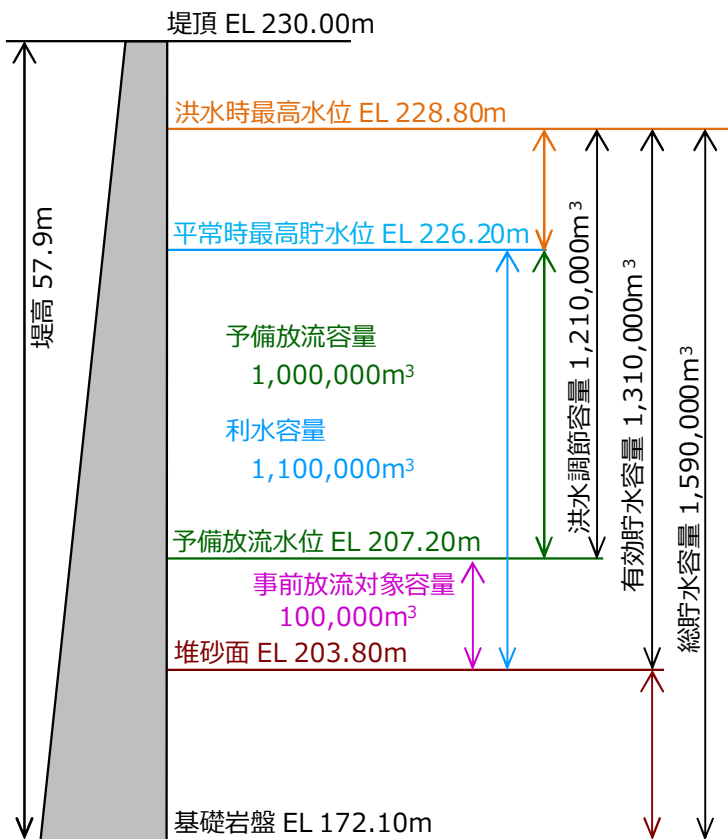 堤頂 EL 230.00m
洪水時最高水位 EL 228.80m
平常時最高貯水位 EL 226.20m
堤高 57.9m
予備放流容量
1,000,000m³
利水容量
1,100,000m³
洪水調節容量 1,210,000m³
有効貯水容量 1,310,000m³
総貯水容量 1,590,000m³
予備放流水位 EL 207.20m
事前放流対象容量
100,000m³
堆砂面 EL 203.80m
基礎岩盤 EL 172.10m